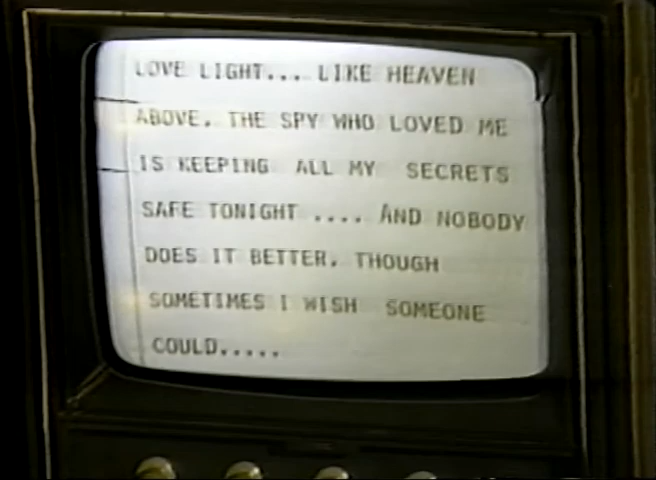 LOVE LIGHT... LIKE HEAVEN
ABOVE. THE SPY WHO LOVED ME
IS KEEPING ALL MY SECRETS
SAFE TONIGHT .... AND NOBODY
DOES IT BETTER. THOUGH
SOMETIMES I WISH SOMEONE
COULD.....